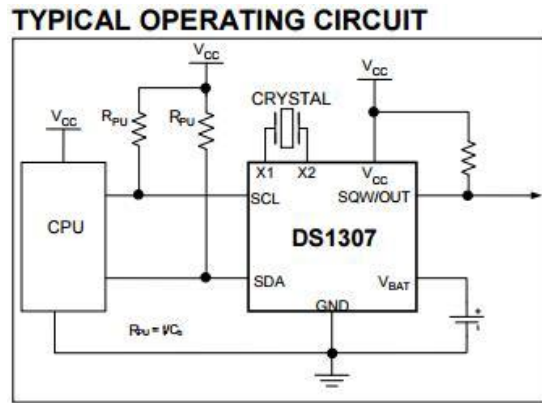 TYPICAL OPERATING CIRCUIT
VCC
VCC
VCC
RPU
RPU
CRYSTAL
X1
X2
VCC
SCL
SQW/OUT
CPU
DS1307
SDA
VBAT
GND
+